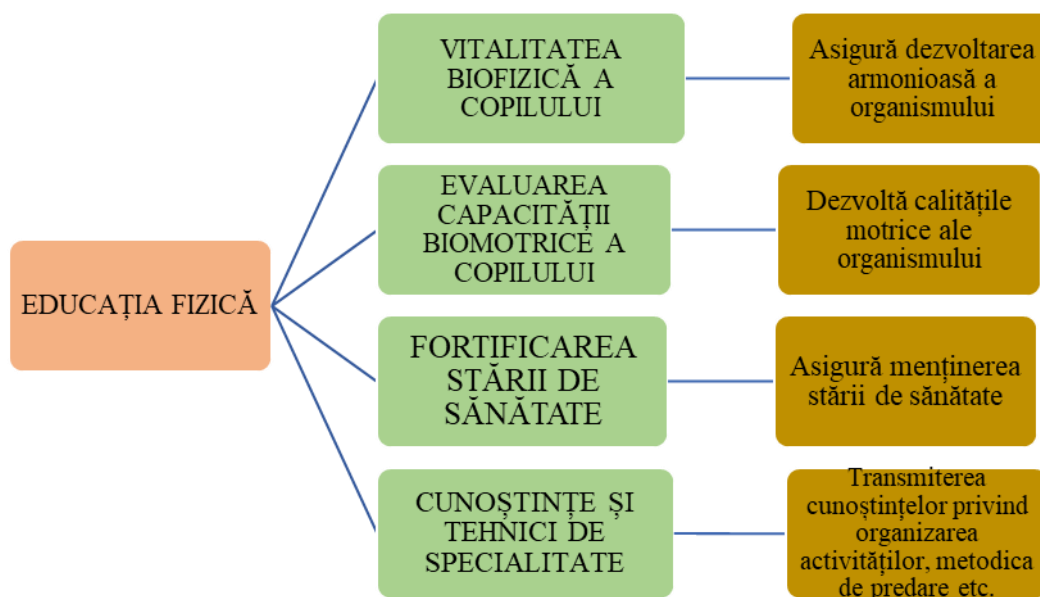 EDUCAȚIA FIZICĂ
VITALITATEA
BIOFIZICĂ A
COPILULUI
Asigură dezvoltarea
armonioasă a
organismului
EVALUAREA
CAPACITĂȚII
BIOMOTRICE A
COPILULUI
Dezvoltă calitățile
motrice ale
organismului
FORTIFICAREA
STĂRII DE
SĂNĂTATE
Asigură menținerea
stării de sănătate
CUNOȘTINȚE ȘI
TEHNICI DE
SPECIALITATE
Transmiterea
cunoștințelor privind
organizarea
activităților, metodica
de predare etc.